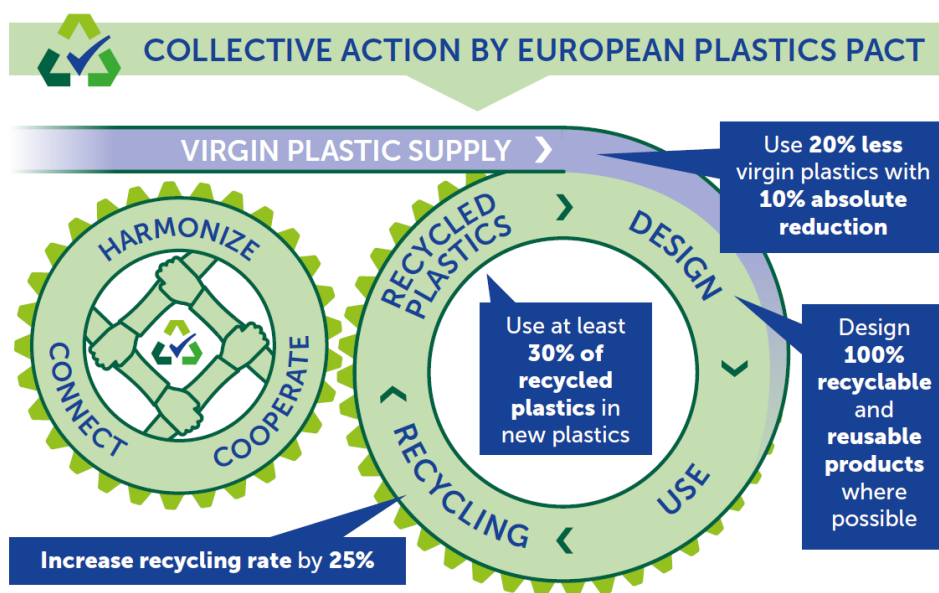 COLLECTIVE ACTION BY EUROPEAN PLASTICS PACT
VIRGIN PLASTIC SUPPLY
Use 20% less
virgin plastics with
10% absolute
reduction
HARMONIZE
CONNECT
COOPERATE
RECYCLED
PLASTICS
DESIGN
USE
RECYCLING
Use at least
30% of
recycled
plastics in
new plastics
Design
100%
recyclable
and
reusable
products
where
possible
Increase recycling rate by 25%